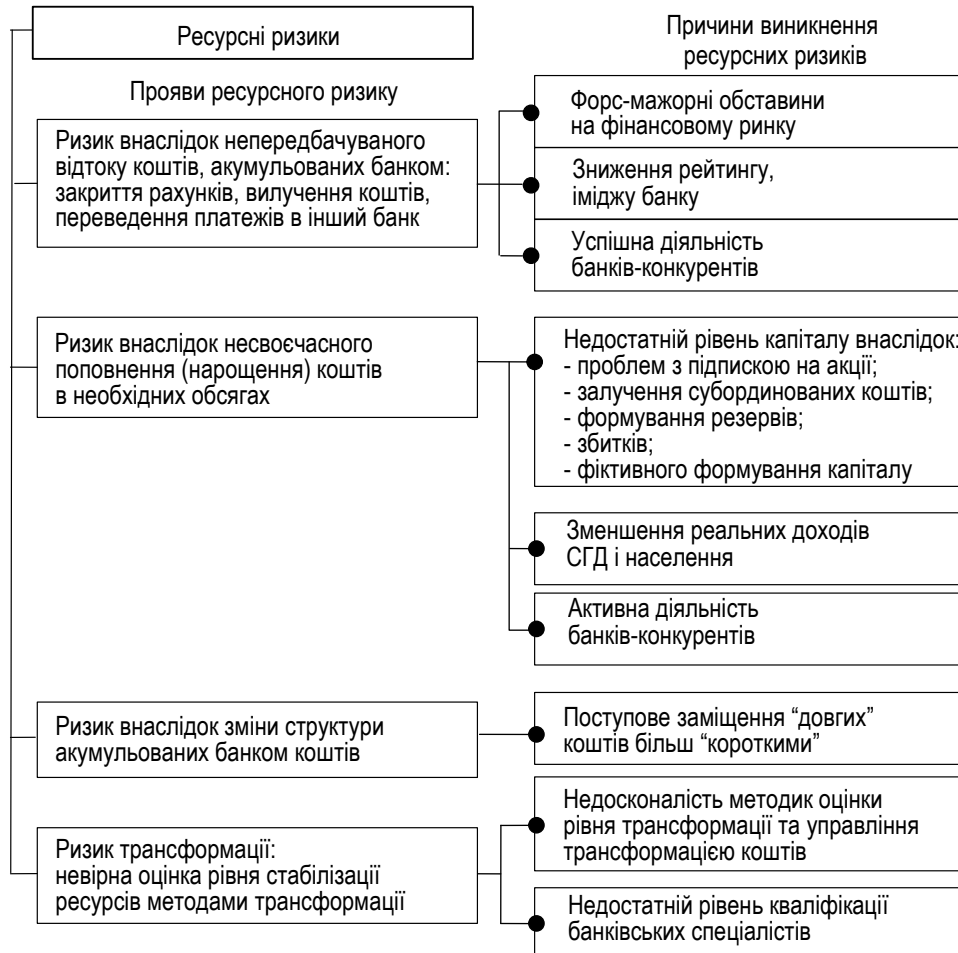 Ресурсні ризики
Причини виникнення
ресурсних ризиків
Прояви ресурсного ризику
Ризик внаслідок непередбачуваного
відтоку коштів, акумульованих банком:
закриття рахунків, вилучення коштів,
переведення платежів в інший банк
Форс-мажорні обставини
на фінансовому ринку
Зниження рейтингу,
іміджу банку
Успішна діяльність
банків-конкурентів
Ризик внаслідок несвоєчасного
поповнення (нарощення) коштів
в необхідних обсягах
Недостатній рівень капіталу внаслідок:
- проблем з підпискою на акції;
- залучення субординованих коштів;
- формування резервів;
- збитків;
- фіктивного формування капіталу
Зменшення реальних доходів
СГД і населення
Активна діяльність
банків-конкурентів
Ризик внаслідок зміни структури
акумульованих банком коштів
Поступове заміщення “довгих”
коштів більш “короткими”
Ризик трансформації:
невірна оцінка рівня стабілізації
ресурсів методами трансформації
Недосконалість методик оцінки
рівня трансформації та управління
трансформацією коштів
Недостатній рівень кваліфікації
банківських спеціалістів